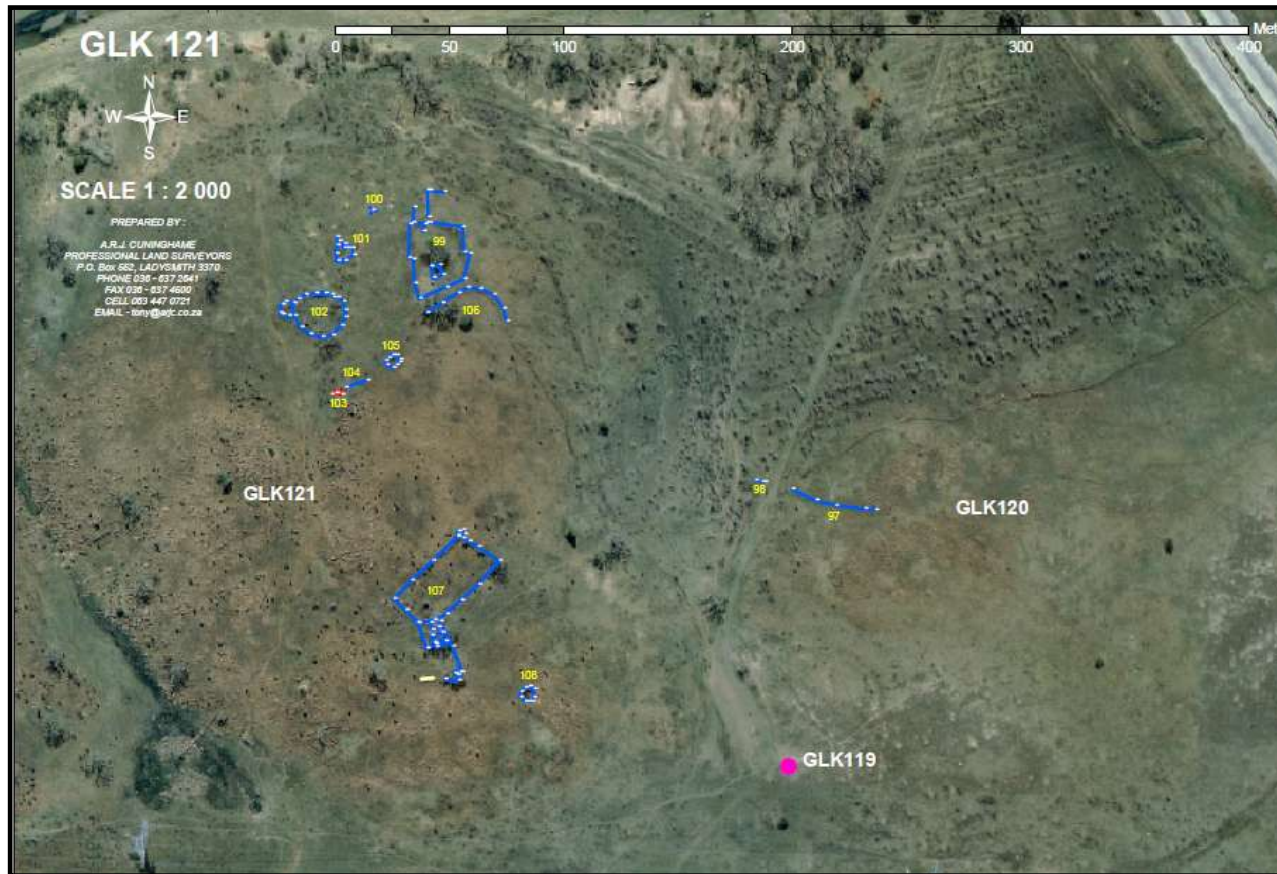 GLK 121
0 50 100 200 300 400
Met
N
W E
S
SCALE 1 : 2 000
PREPARED BY :
A.R.J. CUNINGHAME
PROFESSIONAL LAND SURVEYORS
P.O. Box 552, LADYSMITH 3370
PHONE 036 - 637 2641
FAX 036 - 637 4600
CELL 083 447 0721
EMAIL - tony@arjc.co.za
100
101
99
102
106
105
104
103
GLK121
98
97
GLK120
107
108
GLK119